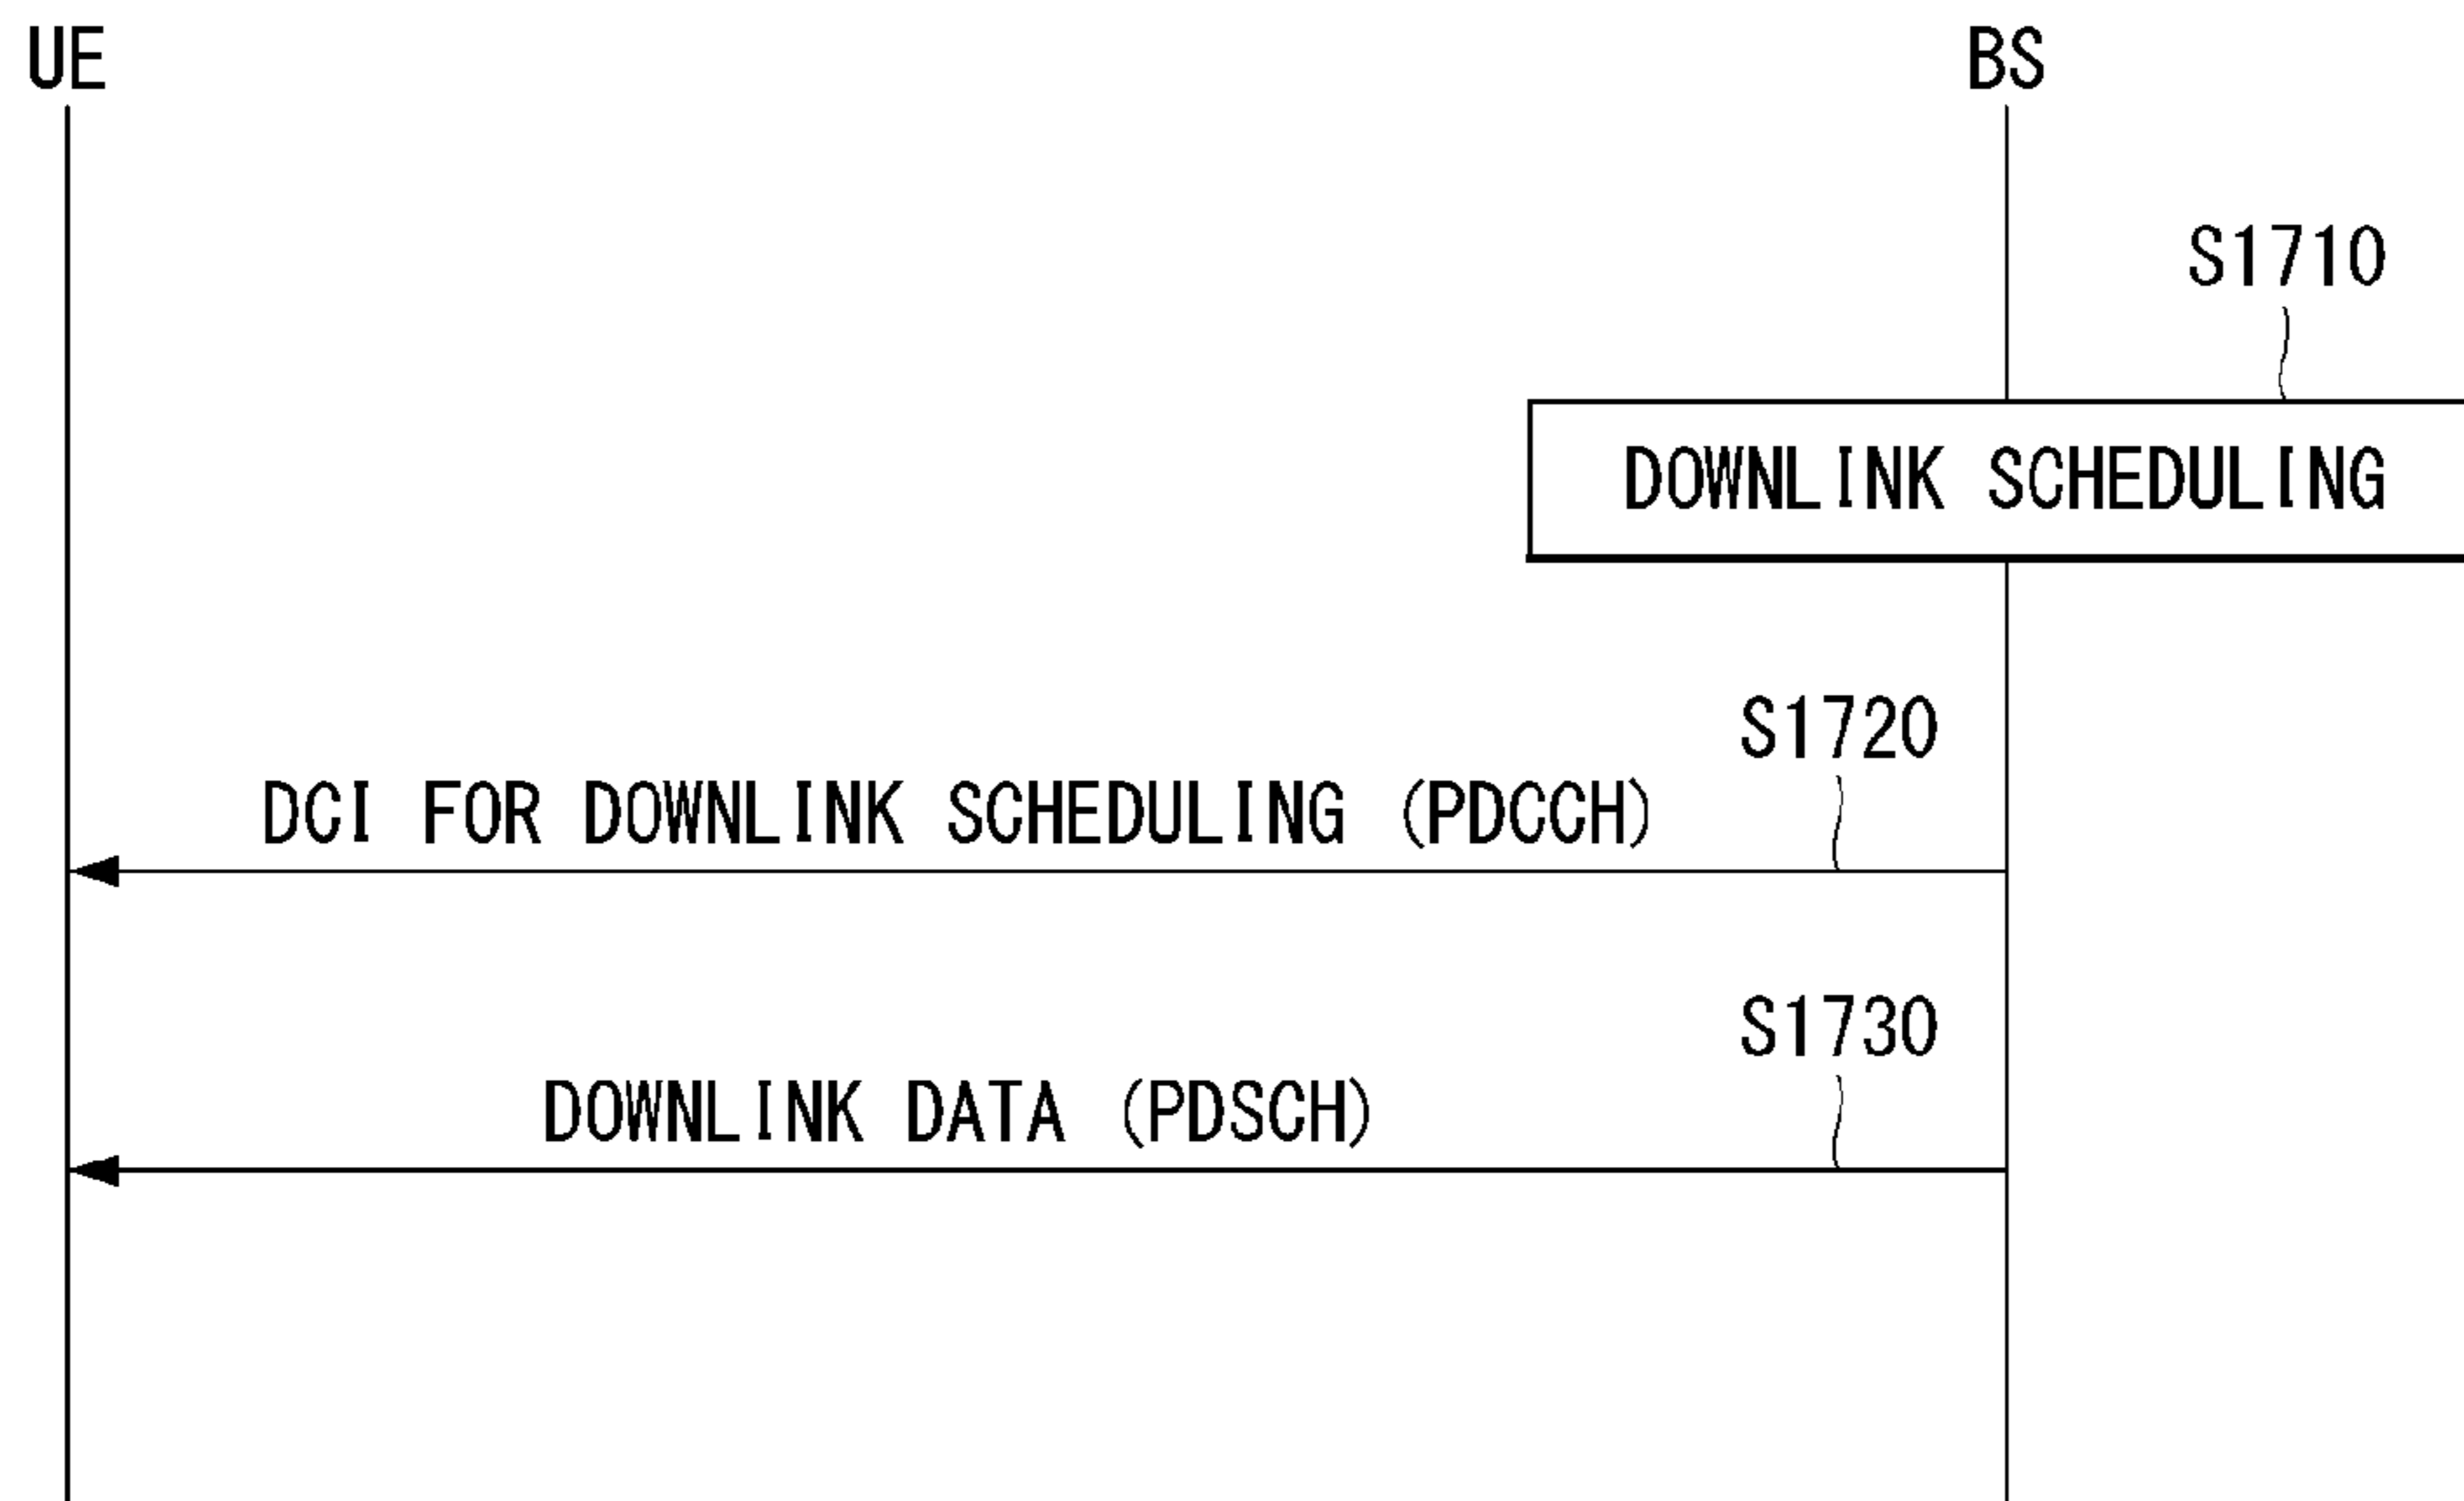 UE
BS
S1710
DOWNLINK SCHEDULING
S1720
DCI FOR DOWNLINK SCHEDULING (PDCCH)
S1730
DOWNLINK DATA (PDSCH)